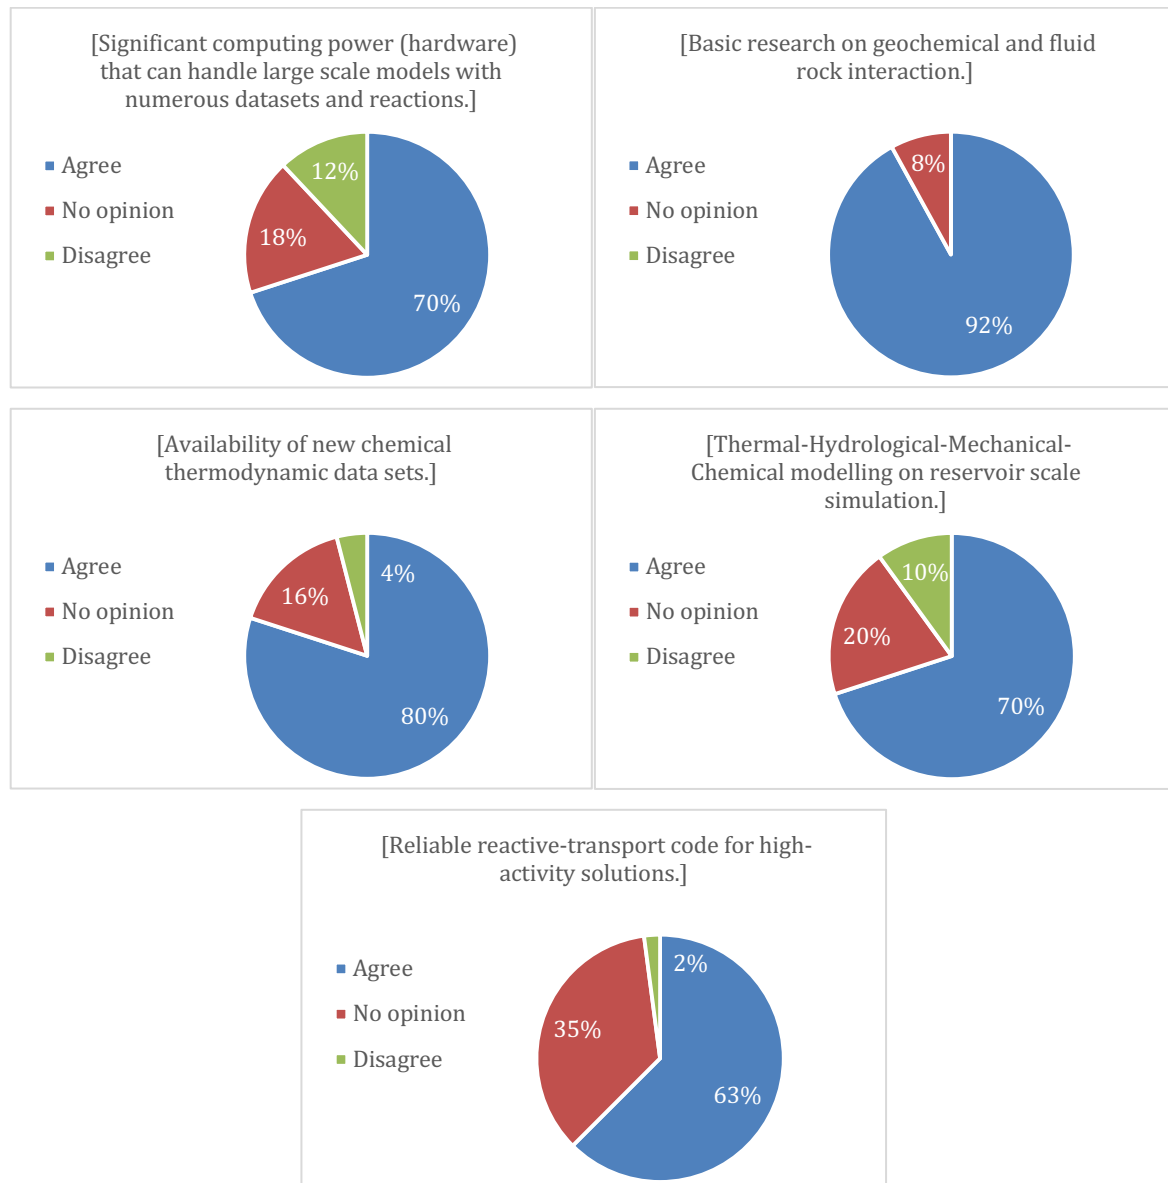 [Significant computing power (hardware)
that can handle large scale models with
numerous datasets and reactions.]
Agree
No opinion
Disagree
12%
18%
70%
[Basic research on geochemical and fluid
rock interaction.]
Agree
No opinion
Disagree
8%
92%
[Availability of new chemical
thermodynamic data sets.]
Agree
No opinion
Disagree
4%
16%
80%
[Thermal-Hydrological-Mechanical-
Chemical modelling on reservoir scale
simulation.]
Agree
No opinion
Disagree
10%
20%
70%
[Reliable reactive-transport code for high-
activity solutions.]
Agree
No opinion
Disagree
2%
35%
63%